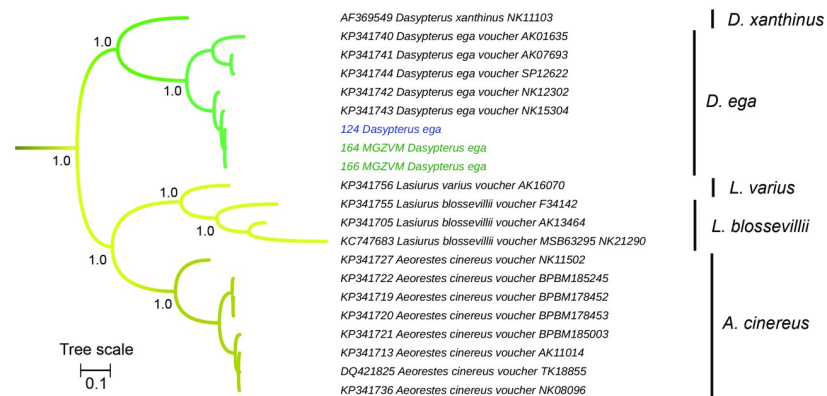 AF369549 Dasypterus xanthinus NK11103
KP341740 Dasypterus ega voucher AK01635
KP341741 Dasypterus ega voucher AK07693
KP341744 Dasypterus ega voucher SP12622
KP341742 Dasypterus ega voucher NK12302
KP341743 Dasypterus ega voucher NK15304
124 Dasypterus ega
164 MGZVM Dasypterus ega
166 MGZVM Dasypterus ega
KP341756 Lasiurus varius voucher AK16070
KP341755 Lasiurus blossevillii voucher F34142
KP341705 Lasiurus blossevillii voucher AK13464
KC747683 Lasiurus blossevillii voucher MSB63295 NK21290
KP341727 Aeorestes cinereus voucher NK11502
KP341722 Aeorestes cinereus voucher BPBM185245
KP341719 Aeorestes cinereus voucher BPBM178452
KP341720 Aeorestes cinereus voucher BPBM178453
KP341721 Aeorestes cinereus voucher BPBM185003
KP341713 Aeorestes cinereus voucher AK11014
DQ421825 Aeorestes cinereus voucher TK18855
KP341736 Aeorestes cinereus voucher NK08096
D. xanthinus
D. ega
L. varius
L. blossevillii
A. cinereus
1.0
1.0
1.0
1.0
1.0
1.0
1.0
Tree scale
0.1